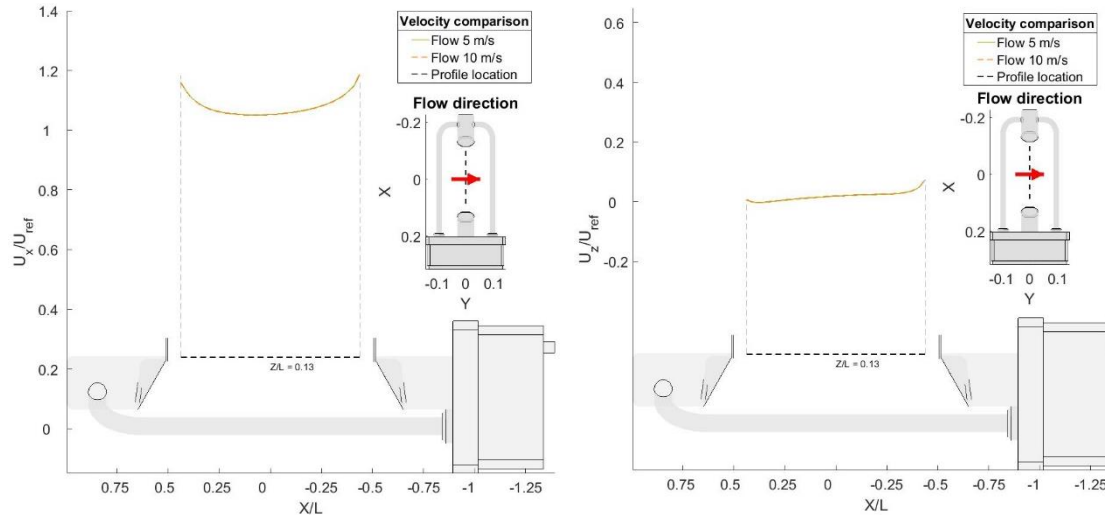 Velocity comparison
Flow 5 m/s
Flow 10 m/s
Profile location
Flow direction
-0.2
X
0
0.2
-0.1 0 0.1
Y
1.4
1.2
1
0.8
0.6
0.4
0.2
0
Ux/Uref
Z/L = 0.13
0.75 0.5 0.25 0 -0.25 -0.5 -0.75 -1 -1.25
X/L
Velocity comparison
Flow 5 m/s
Flow 10 m/s
Profile location
Flow direction
-0.2
X
0
0.2
-0.1 0 0.1
Y
0.6
0.4
0.2
0
-0.2
Uz/Uref
Z/L = 0.13
0.75 0.5 0.25 0 -0.25 -0.5 -0.75 -1 -1.25
X/L